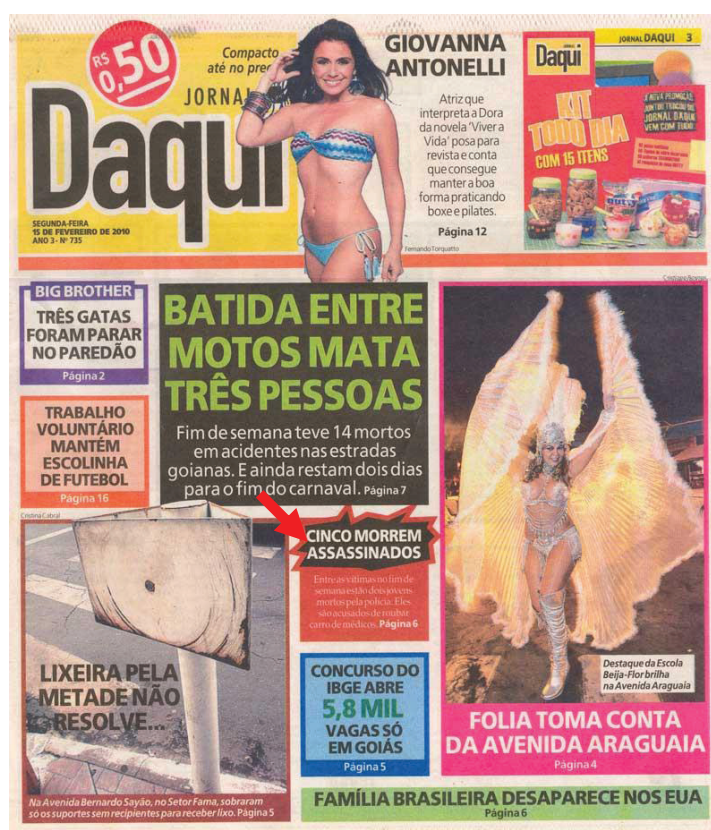 R$
0,50
Compacto
até no preço
JORNAL
Daqui
SEGUNDA-FEIRA
15 DE FEVEREIRO DE 2010
ANO 3 - Nº 735
GIOVANNA
ANTONELLI
Atriz que
interpreta a Dora
da novela 'Viver a
Vida' posa para
revista e conta
que consegue
manter a boa
forma praticando
boxe e pilates.
Página 12
Fernando Torquatto
JORNAL DAQUI 3
Daqui
KIT
TODO DIA
COM 15 ITENS
JORNAL DAQUI
VEM COM TUDO
BIG BROTHER
TRÊS GATAS
FORAM PARAR
NO PAREDÃO
Página 2
TRABALHO
VOLUNTÁRIO
MANTÉM
ESCOLINHA
DE FUTEBOL
Página 16
BATIDA ENTRE
MOTOS MATA
TRÊS PESSOAS
Fim de semana teve 14 mortos
em acidentes nas estradas
goianas. E ainda restam dois dias
para o fim do carnaval. Página 7
Cristina Cabral
LIXEIRA PELA
METADE NÃO
RESOLVE...
Na Avenida Bernardo Sayão, no Setor Fama, sobraram
só os suportes sem recipientes para receber lixo. Página 5
CINCO MORREM
ASSASSINADOS
Entre as vítimas no fim de
semana estão dois jovens
mortos pela polícia. Eles
são acusados de roubar
carro de médicos. Página 6
CONCURSO DO
IBGE ABRE
5,8 MIL
VAGAS SÓ
EM GOIÁS
Página 5
Destaque da Escola
Beija-Flor brilha
na Avenida Araguaia
FOLIA TOMA CONTA
DA AVENIDA ARAGUAIA
Página 4
FAMÍLIA BRASILEIRA DESAPARECE NOS EUA
Página 6